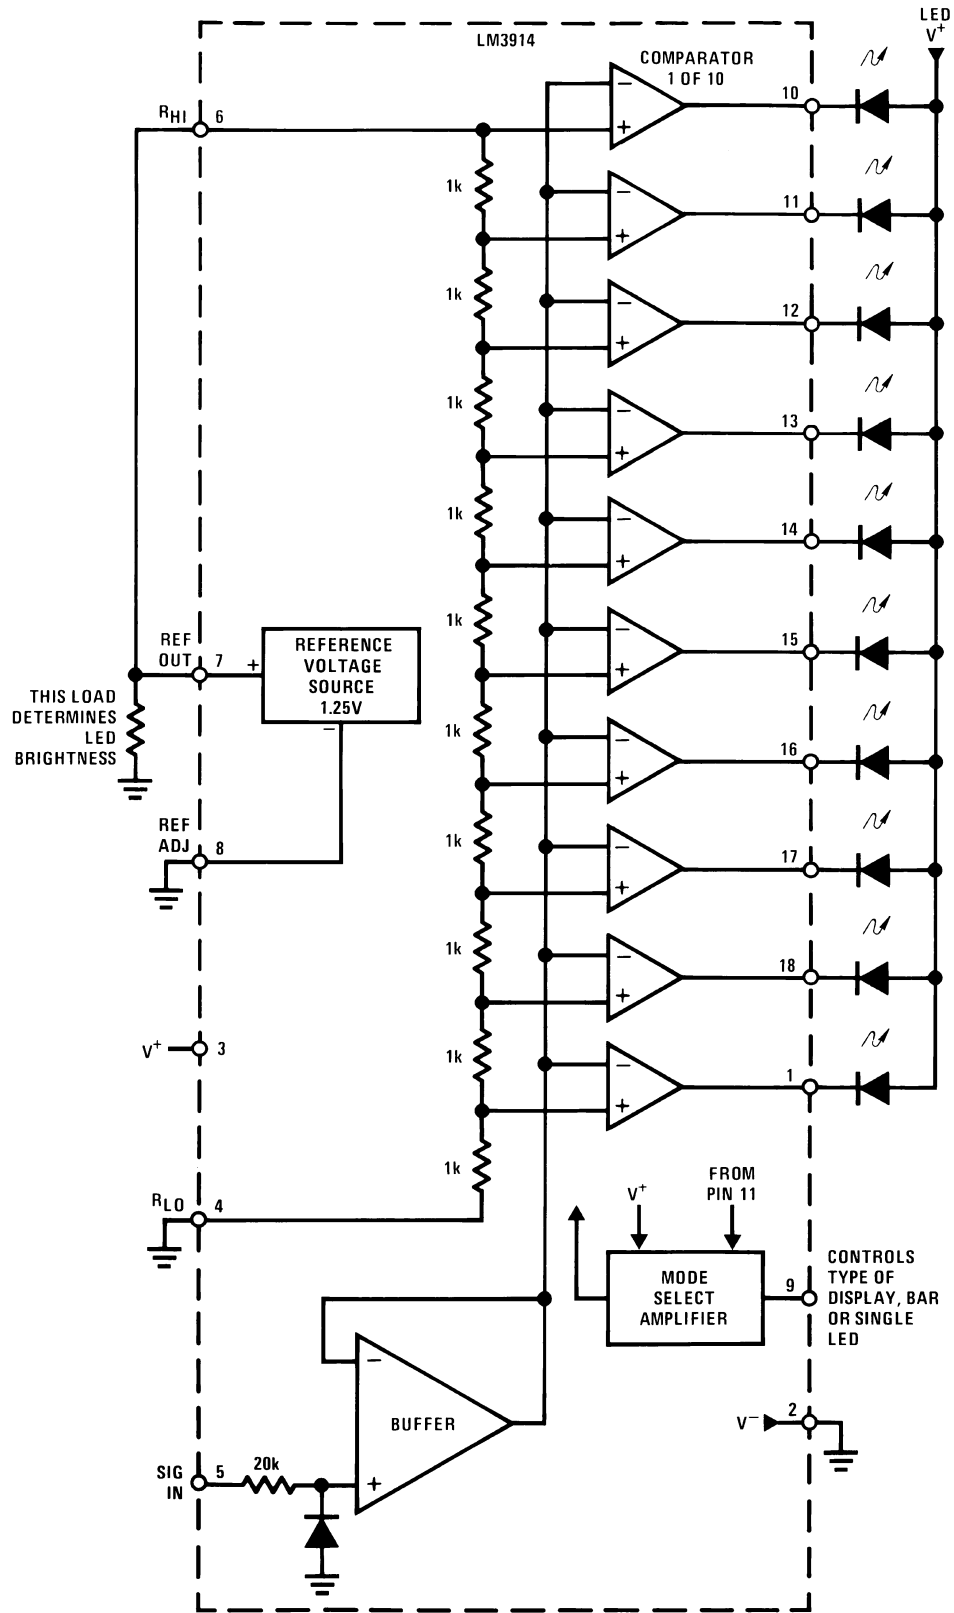 LED
V+
LM3914
COMPARATOR
1 OF 10
10
RHI
6
−
+
1k
11
−
+
1k
12
−
+
1k
13
−
+
1k
14
−
+
1k
15
−
+
REF
OUT
7
+
REFERENCE
VOLTAGE
SOURCE
1.25V
−
THIS LOAD
DETERMINES
LED
BRIGHTNESS
1k
16
−
+
REF
ADJ
8
1k
17
−
+
1k
18
−
+
V+
3
1k
1
−
+
1k
RLO
4
V+
FROM
PIN 11
MODE
SELECT
AMPLIFIER
9
CONTROLS
TYPE OF
DISPLAY, BAR
OR SINGLE
LED
−
BUFFER
+
V−
2
SIG
IN
5
20k